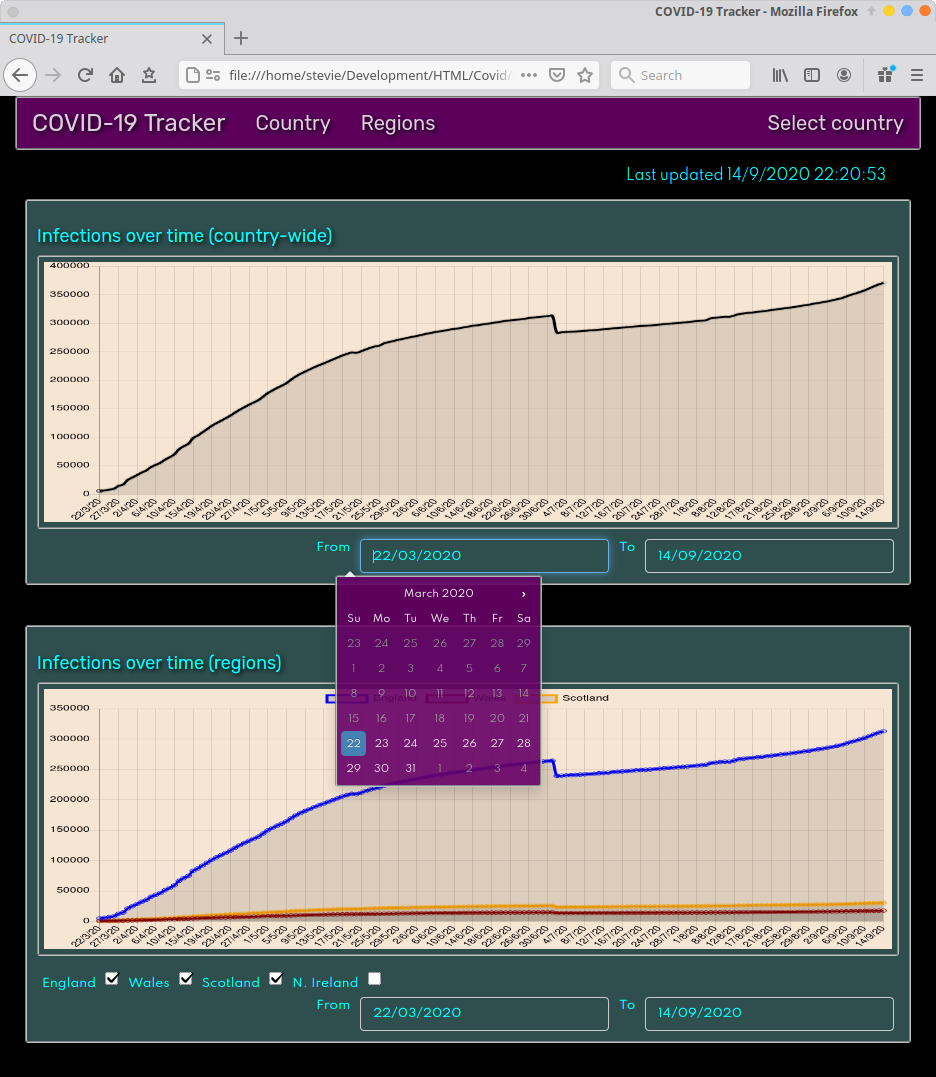 COVID-19 Tracker - Mozilla Firefox
COVID-19 Tracker
file:///home/stevie/Development/HTML/Covid/
Search
COVID-19 Tracker Country Regions Select country
Last updated 14/9/2020 22:20:53
Infections over time (country-wide)
400000
350000
300000
250000
200000
150000
100000
50000
0
22/3/20 27/3/20 2/4/20 6/4/20 10/4/20 15/4/20 19/4/20 23/4/20 27/4/20 1/5/20 5/5/20 9/5/20 13/5/20 17/5/20 21/5/20 25/5/20 29/5/20 2/6/20 6/6/20 10/6/20 14/6/20 18/6/20 22/6/20 26/6/20 30/6/20 4/7/20 8/7/20 12/7/20 16/7/20 20/7/20 24/7/20 28/7/20 1/8/20 8/8/20 12/8/20 17/8/20 21/8/20 25/8/20 29/8/20 2/9/20 6/9/20 10/9/20 14/9/20
From 22/03/2020 To 14/09/2020
March 2020 ›
Su Mo Tu We Th Fr Sa
23 24 25 26 27 28 29
1 2 3 4 5 6 7
8 9 10 11 12 13 14
15 16 17 18 19 20 21
22 23 24 25 26 27 28
29 30 31 1 2 3 4
Infections over time (regions)
England Wales Scotland
350000
300000
250000
200000
150000
100000
50000
0
22/3/20 27/3/20 2/4/20 6/4/20 10/4/20 15/4/20 19/4/20 23/4/20 27/4/20 1/5/20 5/5/20 9/5/20 13/5/20 17/5/20 21/5/20 25/5/20 29/5/20 2/6/20 6/6/20 10/6/20 14/6/20 18/6/20 22/6/20 26/6/20 30/6/20 4/7/20 8/7/20 12/7/20 16/7/20 20/7/20 24/7/20 28/7/20 1/8/20 8/8/20 12/8/20 17/8/20 21/8/20 25/8/20 29/8/20 2/9/20 6/9/20 10/9/20 14/9/20
England Wales Scotland N. Ireland
From 22/03/2020 To 14/09/2020